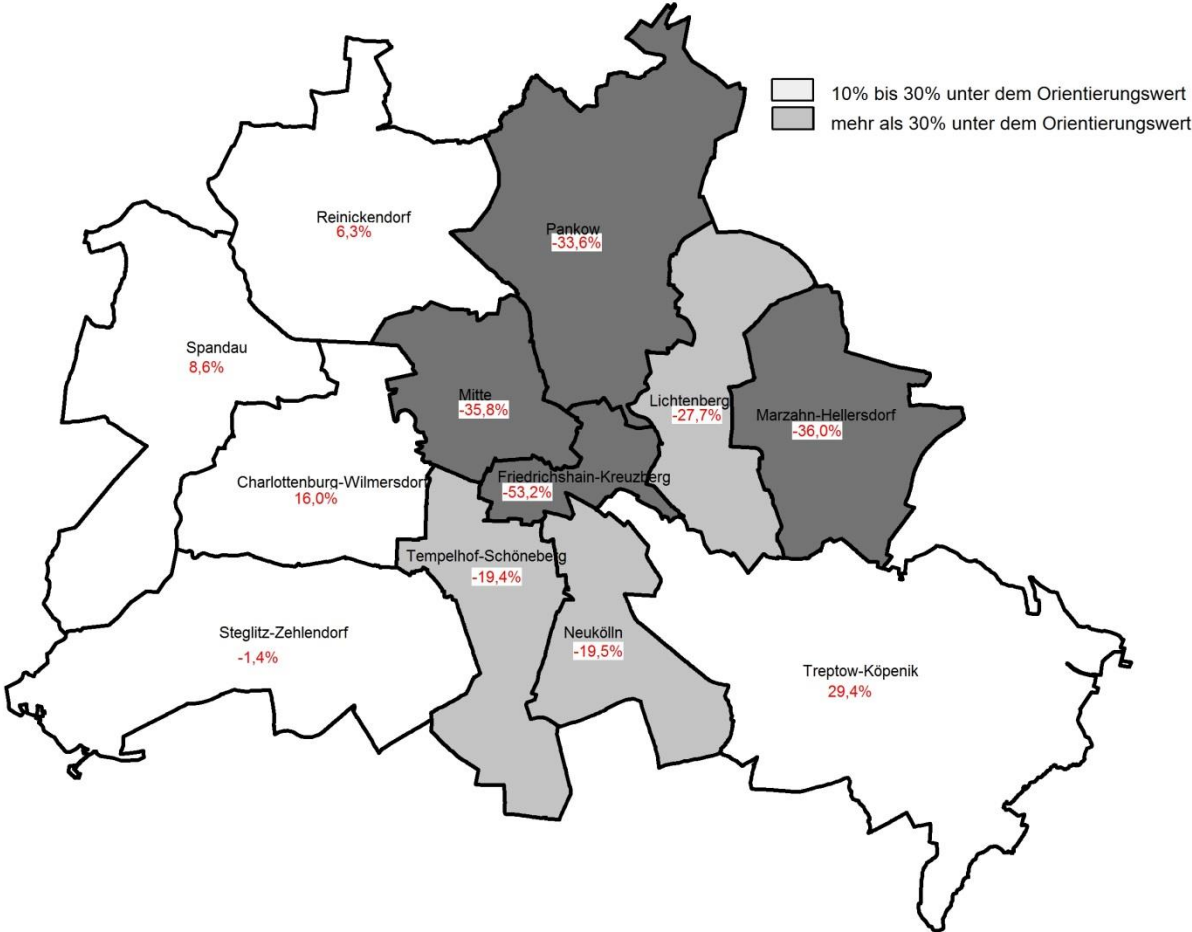 10% bis 30% unter dem Orientierungswert
mehr als 30% unter dem Orientierungswert
Reinickendorf
6,3%
Pankow
-33,6%
Spandau
8,6%
Mitte
-35,8%
Lichtenberg
-27,7%
Marzahn-Hellersdorf
-36,0%
Charlottenburg-Wilmersdorf
16,0%
Friedrichshain-Kreuzberg
-53,2%
Tempelhof-Schöneberg
-19,4%
Steglitz-Zehlendorf
-1,4%
Neukölln
-19,5%
Treptow-Köpenik
29,4%